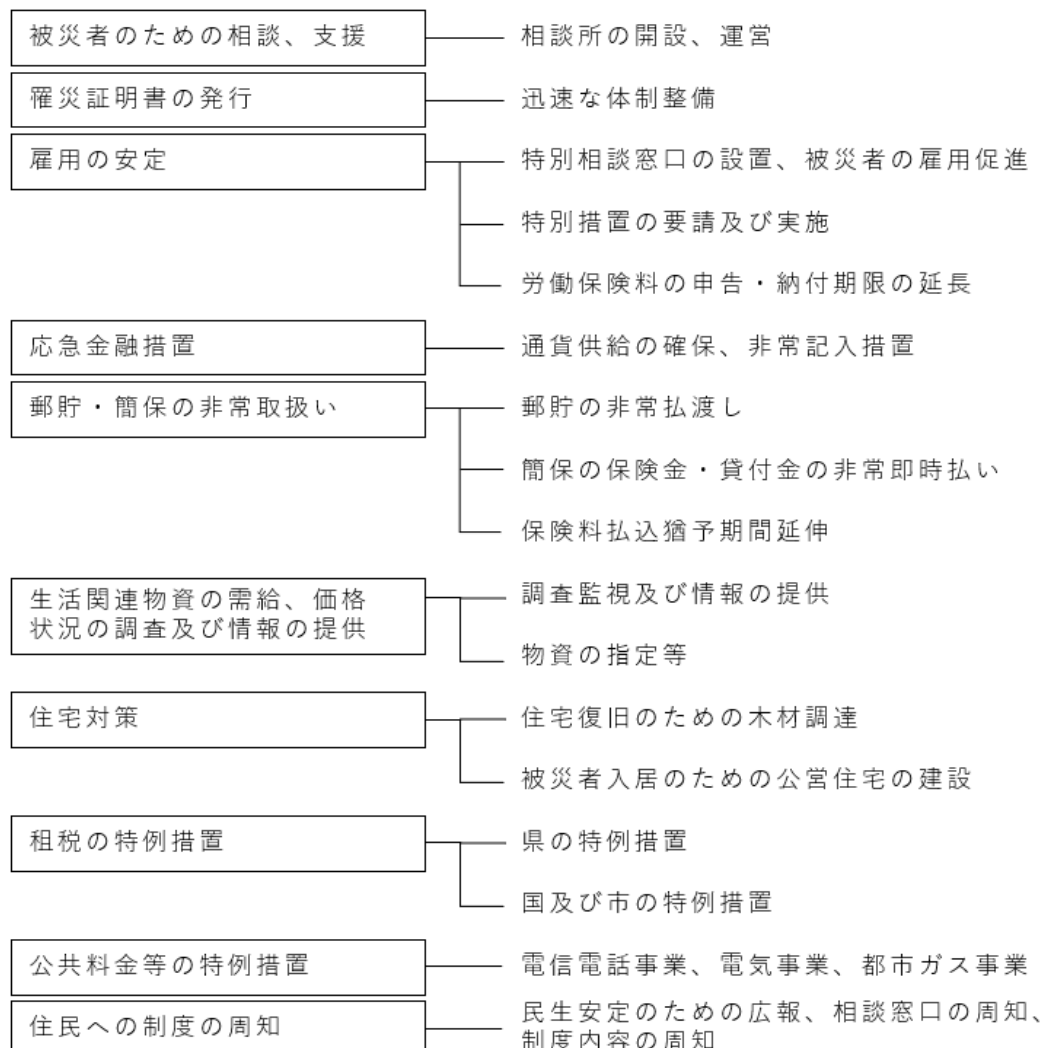 被災者のための相談、支援
相談所の開設、運営
罹災証明書の発行
迅速な体制整備
雇用の安定
特別相談窓口の設置、被災者の雇用促進
特別措置の要請及び実施
労働保険料の申告・納付期限の延長
応急金融措置
通貨供給の確保、非常記入措置
郵貯・簡保の非常取扱い
郵貯の非常払渡し
簡保の保険金・貸付金の非常即時払い
保険料払込猶予期間延伸
生活関連物資の需給、価格
状況の調査及び情報の提供
調査監視及び情報の提供
物資の指定等
住宅対策
住宅復旧のための木材調達
被災者入居のための公営住宅の建設
租税の特例措置
県の特例措置
国及び市の特例措置
公共料金等の特例措置
電信電話事業、電気事業、都市ガス事業
住民への制度の周知
民生安定のための広報、相談窓口の周知、
制度内容の周知